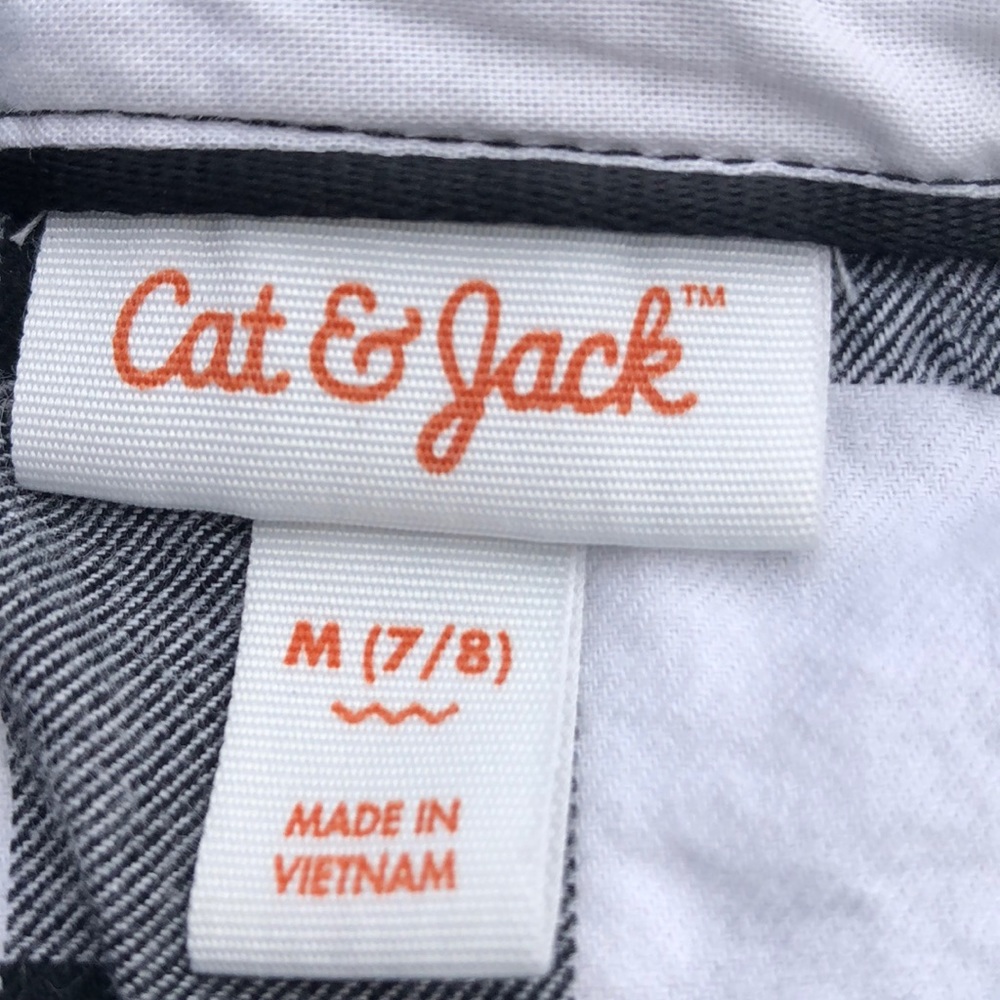 Cat & Jack™
M (7/8)
MADE IN
VIETNAM